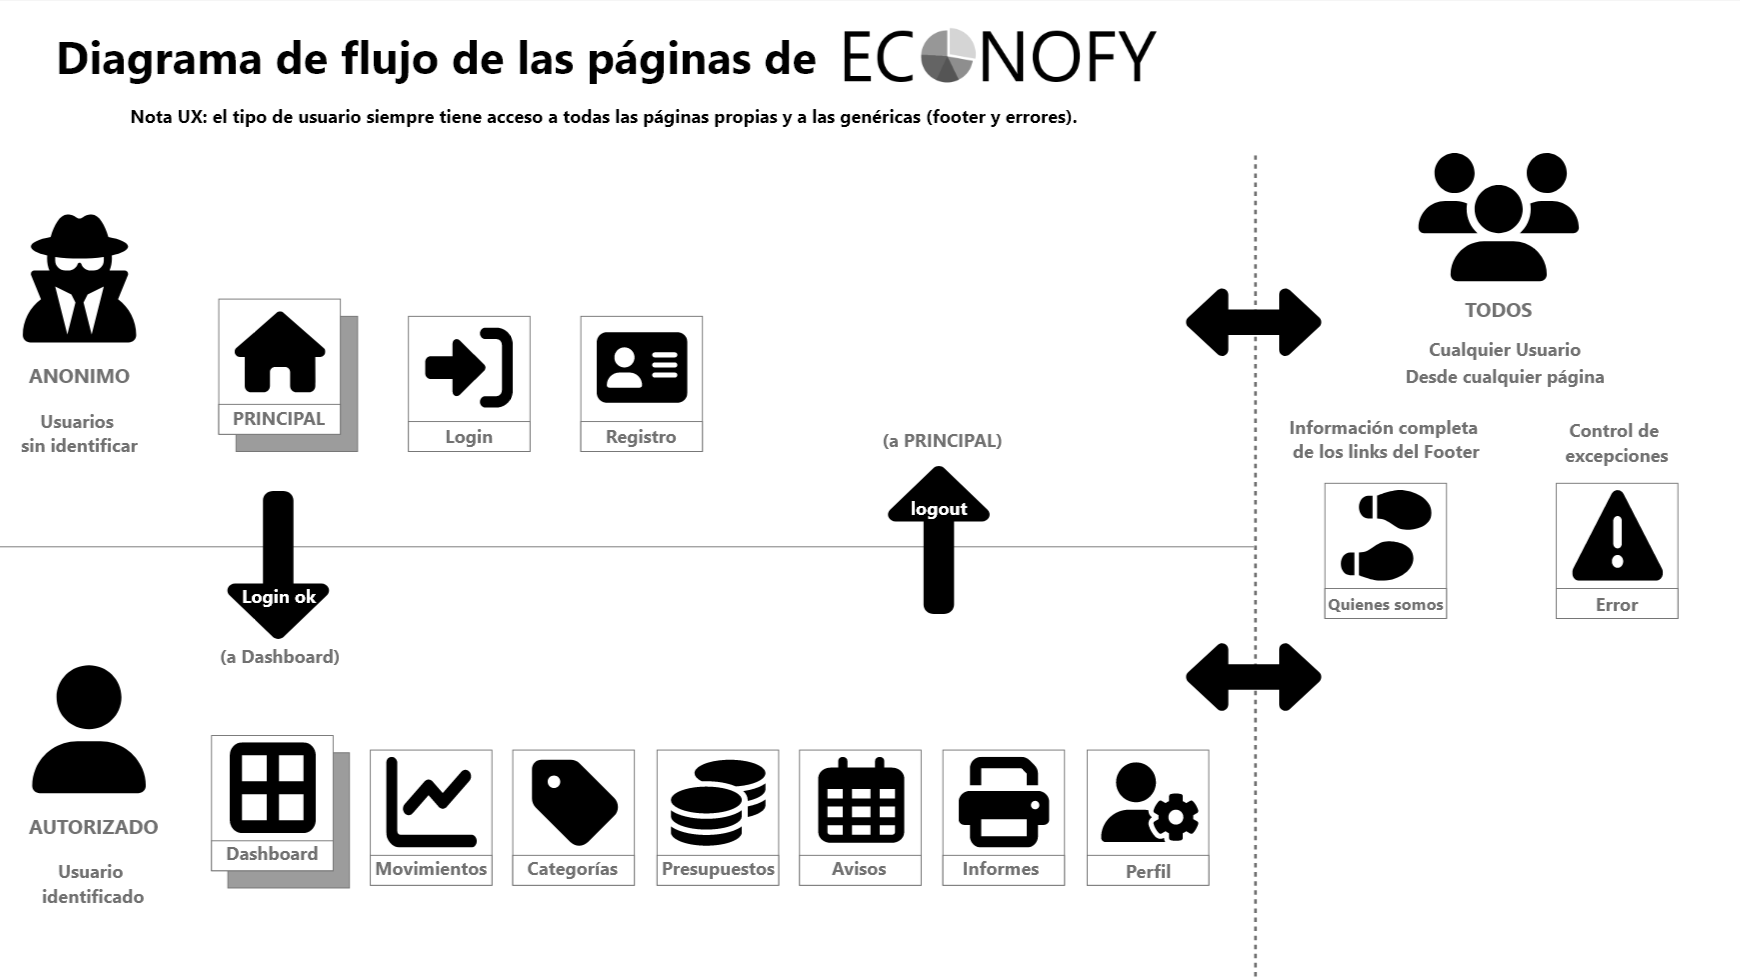 Diagrama de flujo de las páginas de ECONOFY
Nota UX: el tipo de usuario siempre tiene acceso a todas las páginas propias y a las genéricas (footer y errores).
ANONIMO
Usuarios
sin identificar
PRINCIPAL
Login
Registro
(a PRINCIPAL)
logout
Login ok
(a Dashboard)
TODOS
Cualquier Usuario
Desde cualquier página
Información completa
de los links del Footer
Control de
excepciones
Quienes somos
Error
AUTORIZADO
Usuario
identificado
Dashboard
Movimientos
Categorías
Presupuestos
Avisos
Informes
Perfil